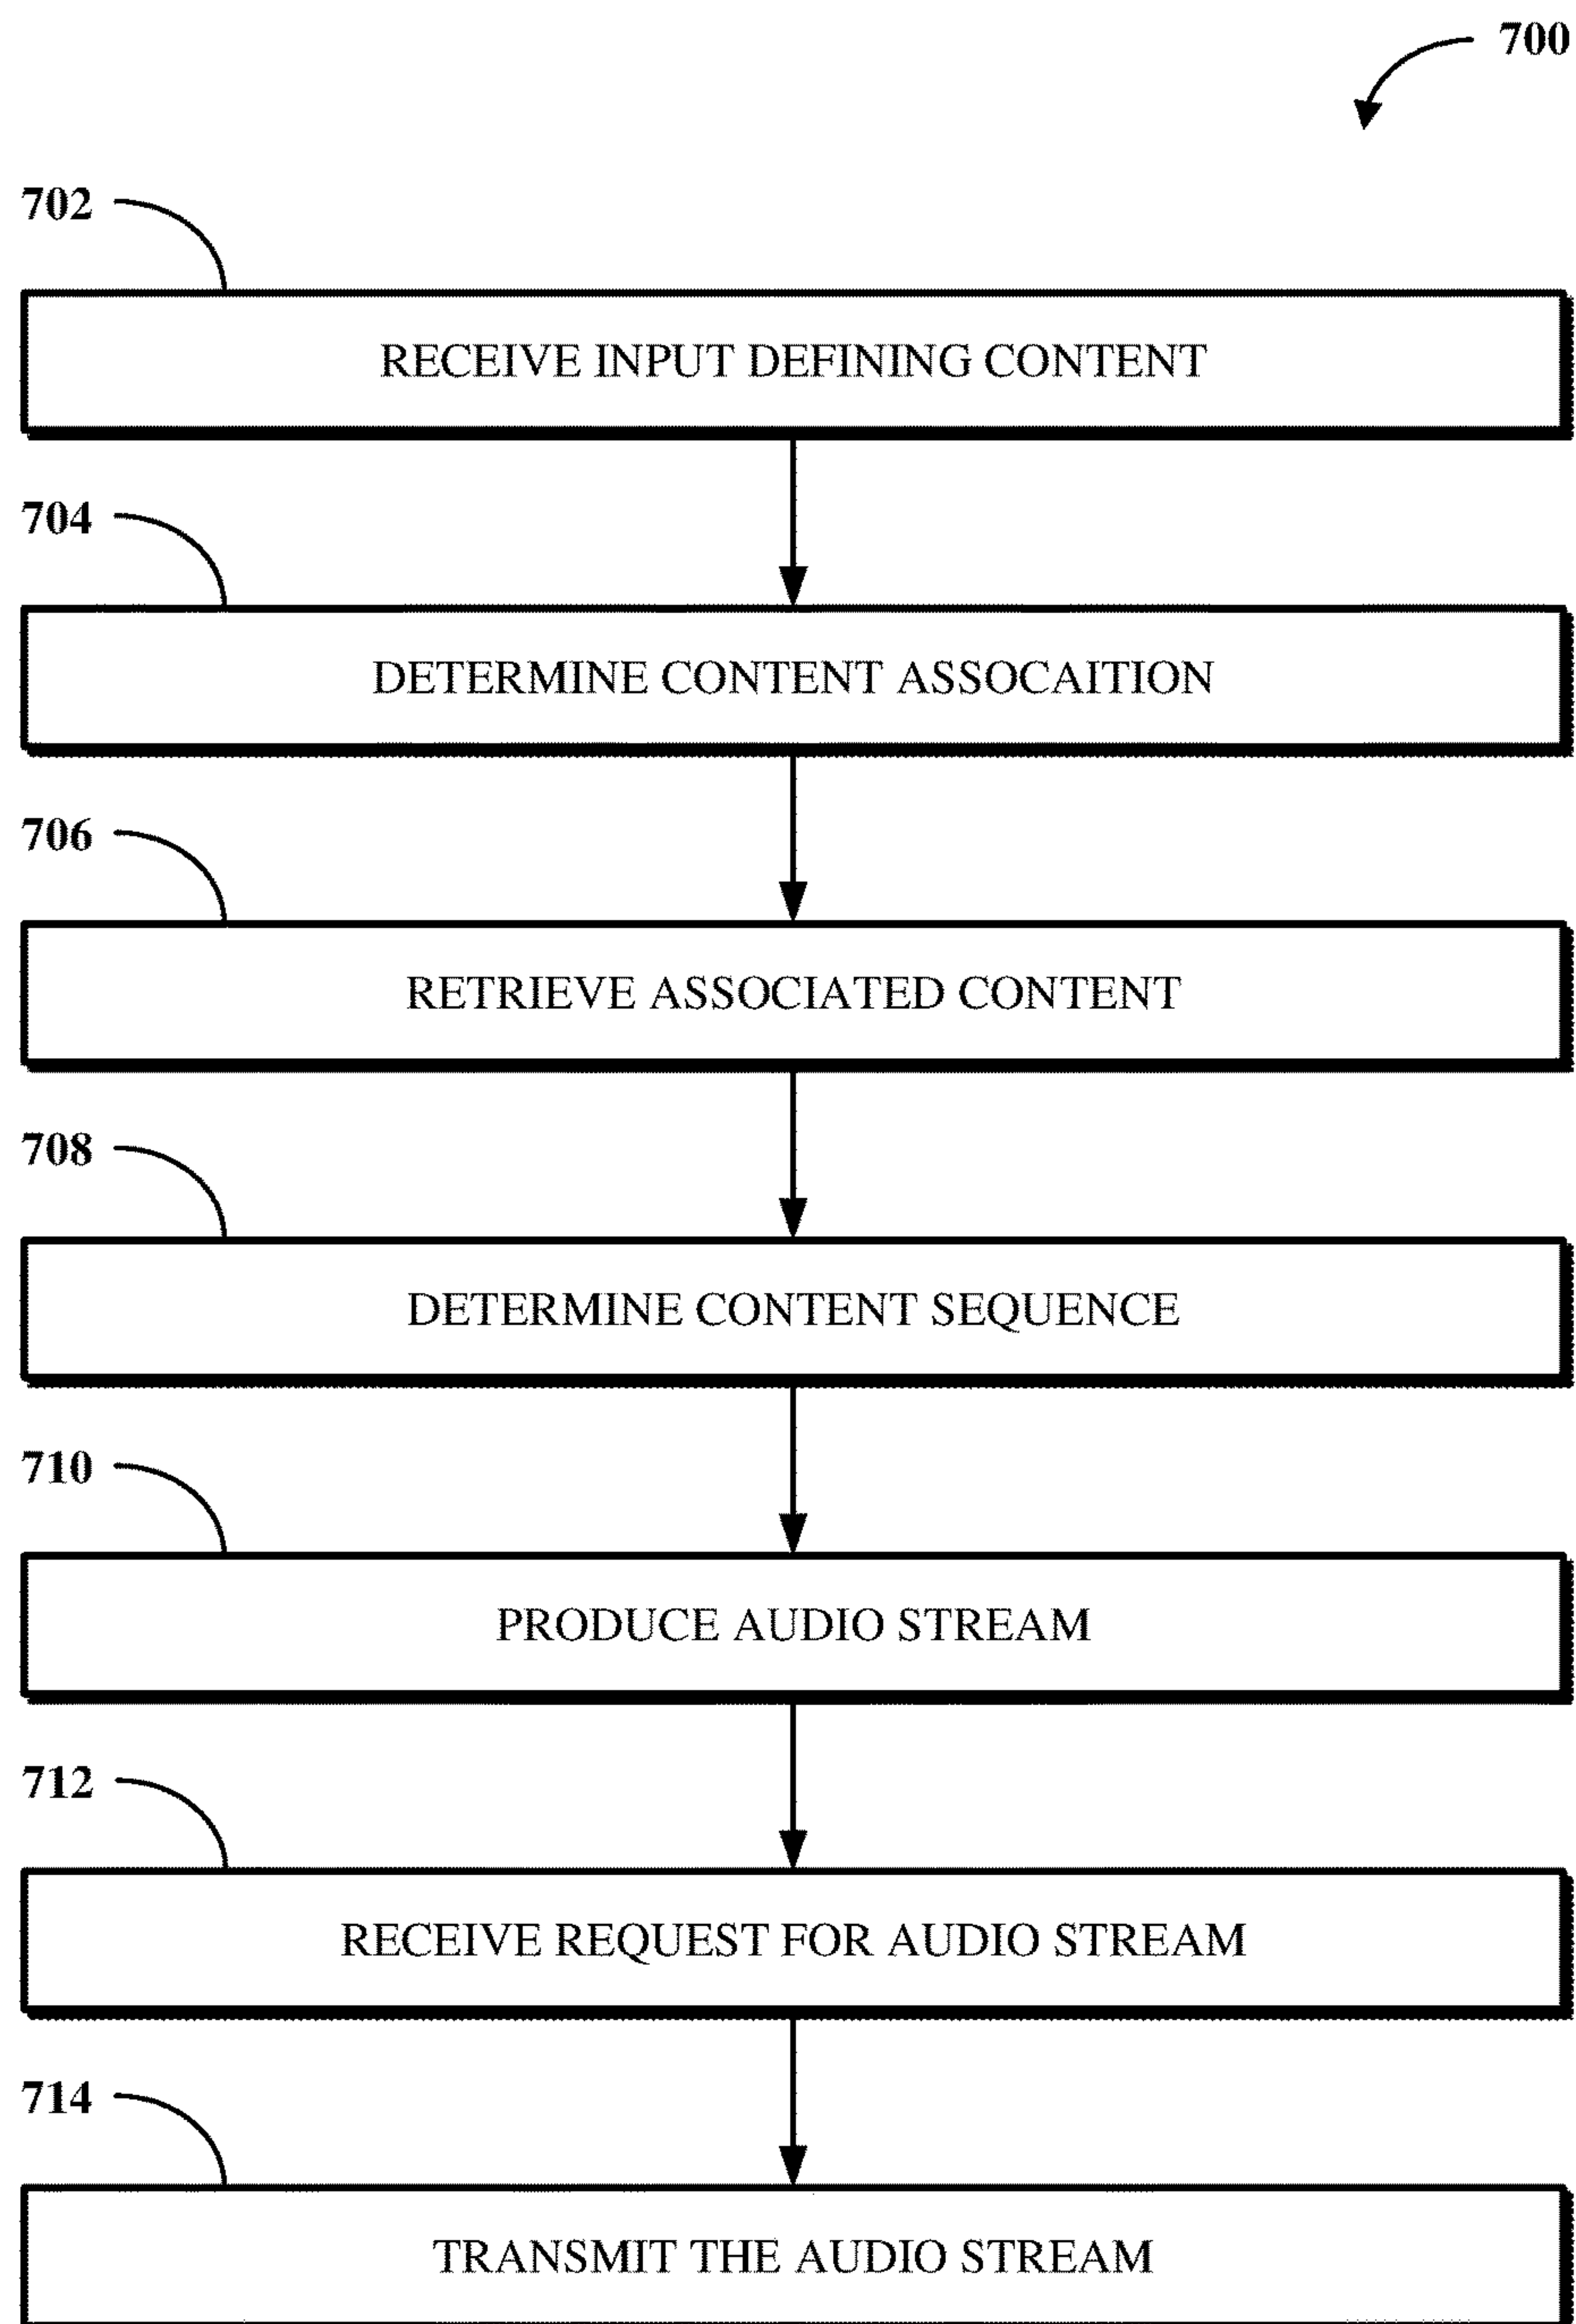 700
702
RECEIVE INPUT DEFINING CONTENT
704
DETERMINE CONTENT ASSOCAITION
706
RETRIEVE ASSOCIATED CONTENT
708
DETERMINE CONTENT SEQUENCE
710
PRODUCE AUDIO STREAM
712
RECEIVE REQUEST FOR AUDIO STREAM
714
TRANSMIT THE AUDIO STREAM